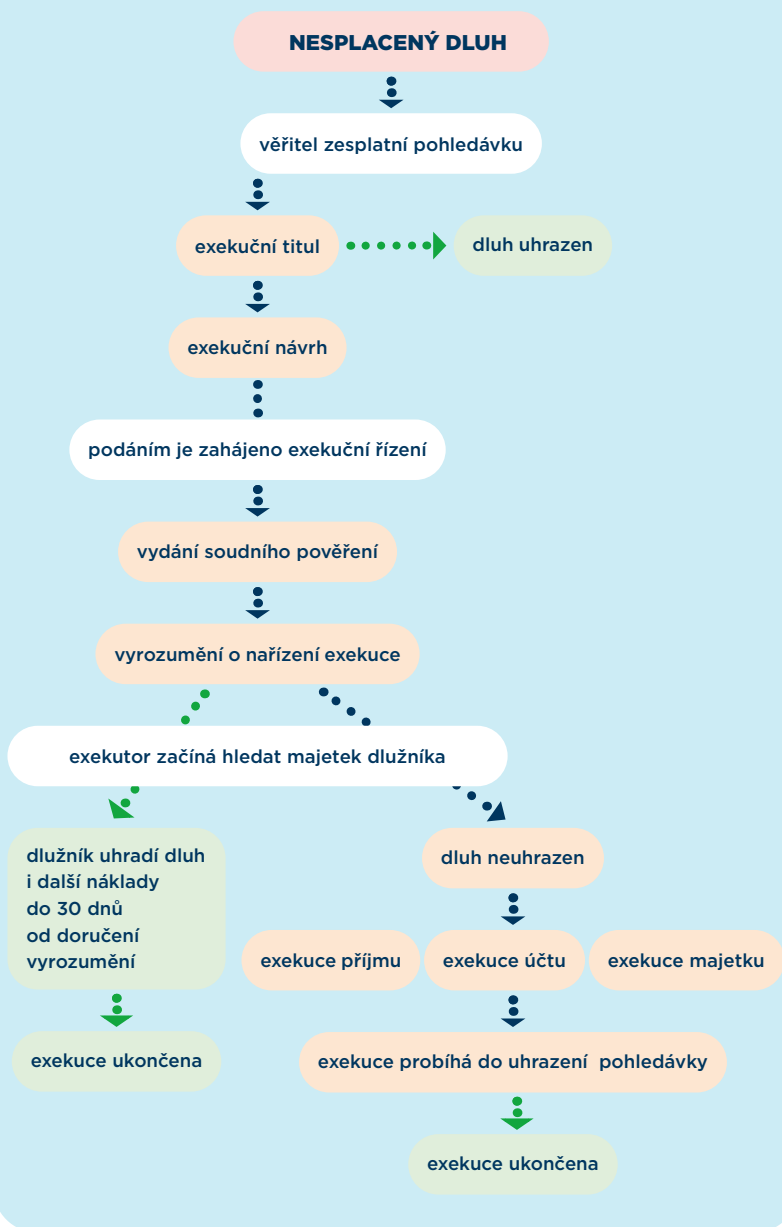 NESPLACENÝ DLUH
věřitel zesplatní pohledávku
exekuční titul
dluh uhrazen
exekuční návrh
podáním je zahájeno exekuční řízení
vydání soudního pověření
vyrozumění o nařízení exekuce
exekutor začíná hledat majetek dlužníka
dlužník uhradí dluh
i další náklady
do 30 dnů
od doručení
vyrozumění
dluh neuhrazen
exekuce příjmu
exekuce účtu
exekuce majetku
exekuce ukončena
exekuce probíhá do uhrazení pohledávky
exekuce ukončena